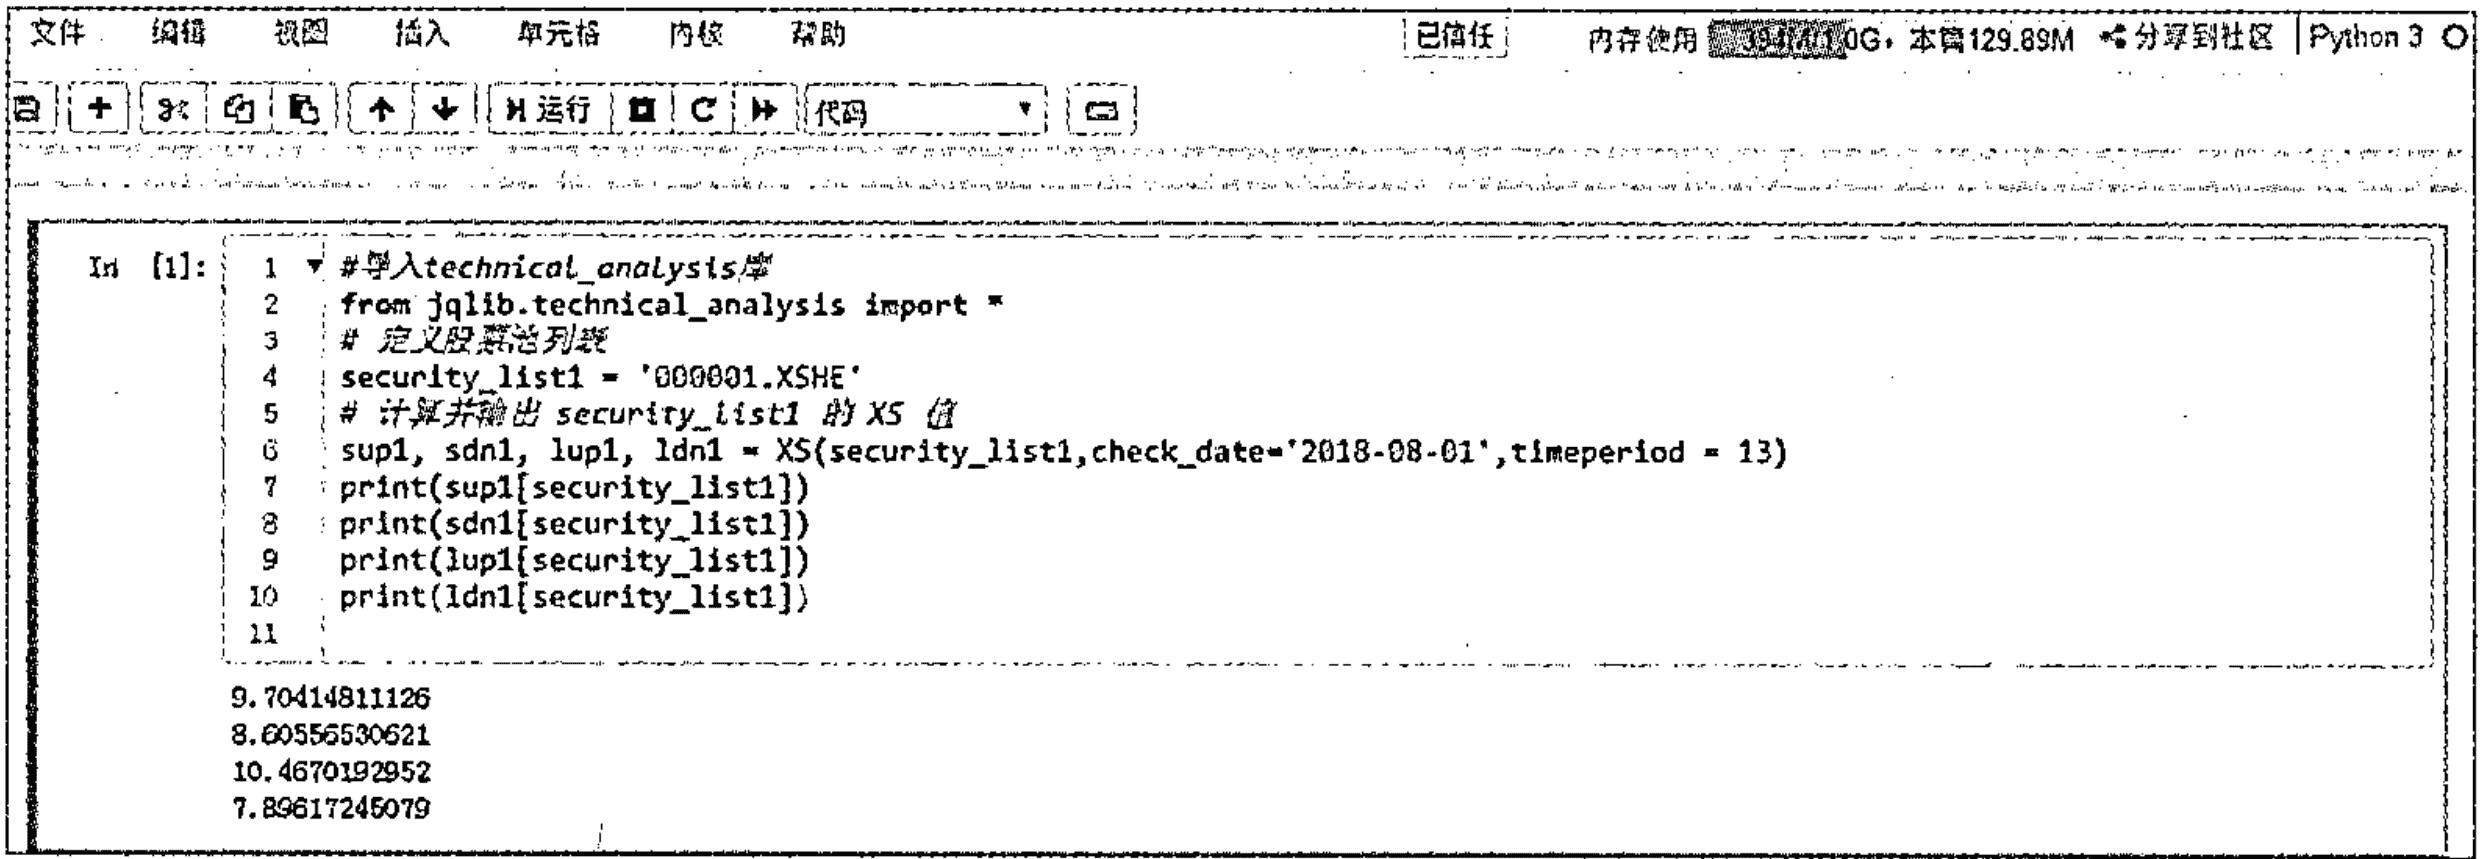 文件 编辑 视图 插入 单元格 内核 帮助 已信任 内存使用 0G, 本篇129.89M 分享到社区 Python 3
运行 代码
In [1]:
1 #导入technical_analysis库
2 from jqlib.technical_analysis import *
3 # 定义股票池列表
4 security_list1 = '000001.XSHE'
5 # 计算并输出 security_list1 的 XS 值
6 sup1, sdn1, lup1, ldn1 = XS(security_list1,check_date='2018-08-01',timeperiod = 13)
7 print(sup1[security_list1])
8 print(sdn1[security_list1])
9 print(lup1[security_list1])
10 print(ldn1[security_list1])
11
9.70414811126
8.60556530621
10.4670192952
7.89617245079